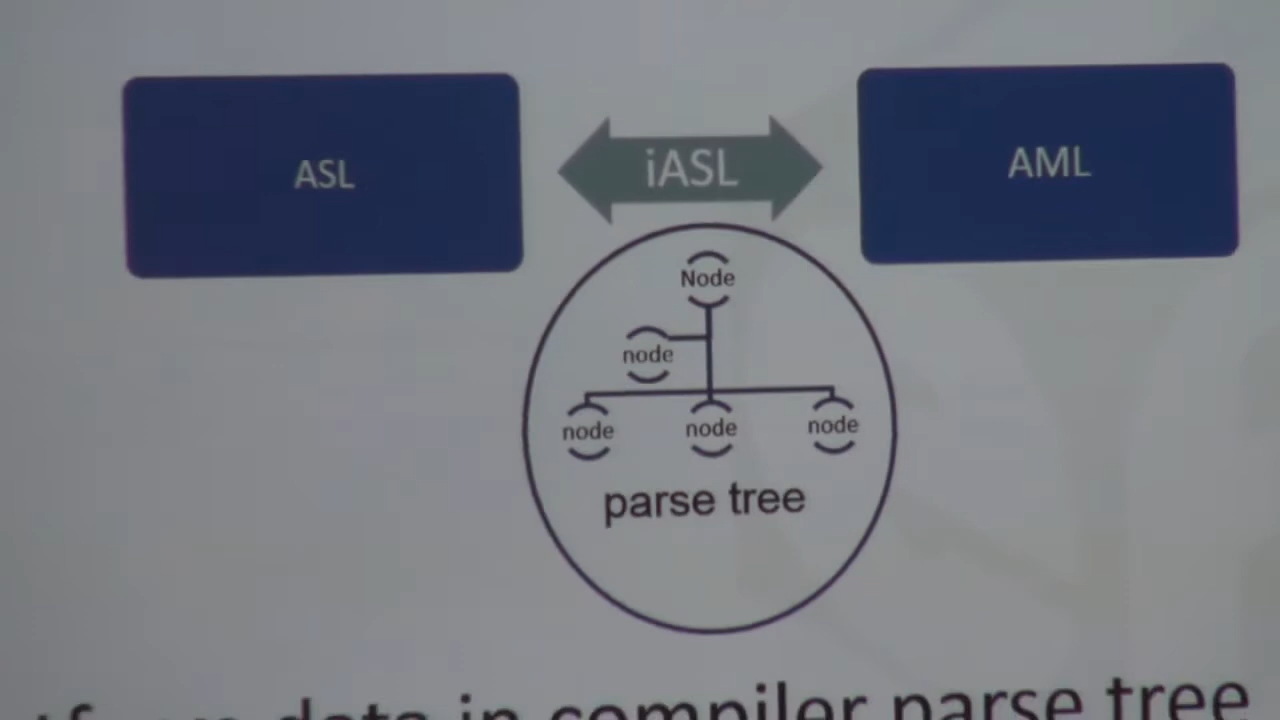 ASL
iASL
AML
Node
node
node
node
node
parse tree
data in compiler parse tree